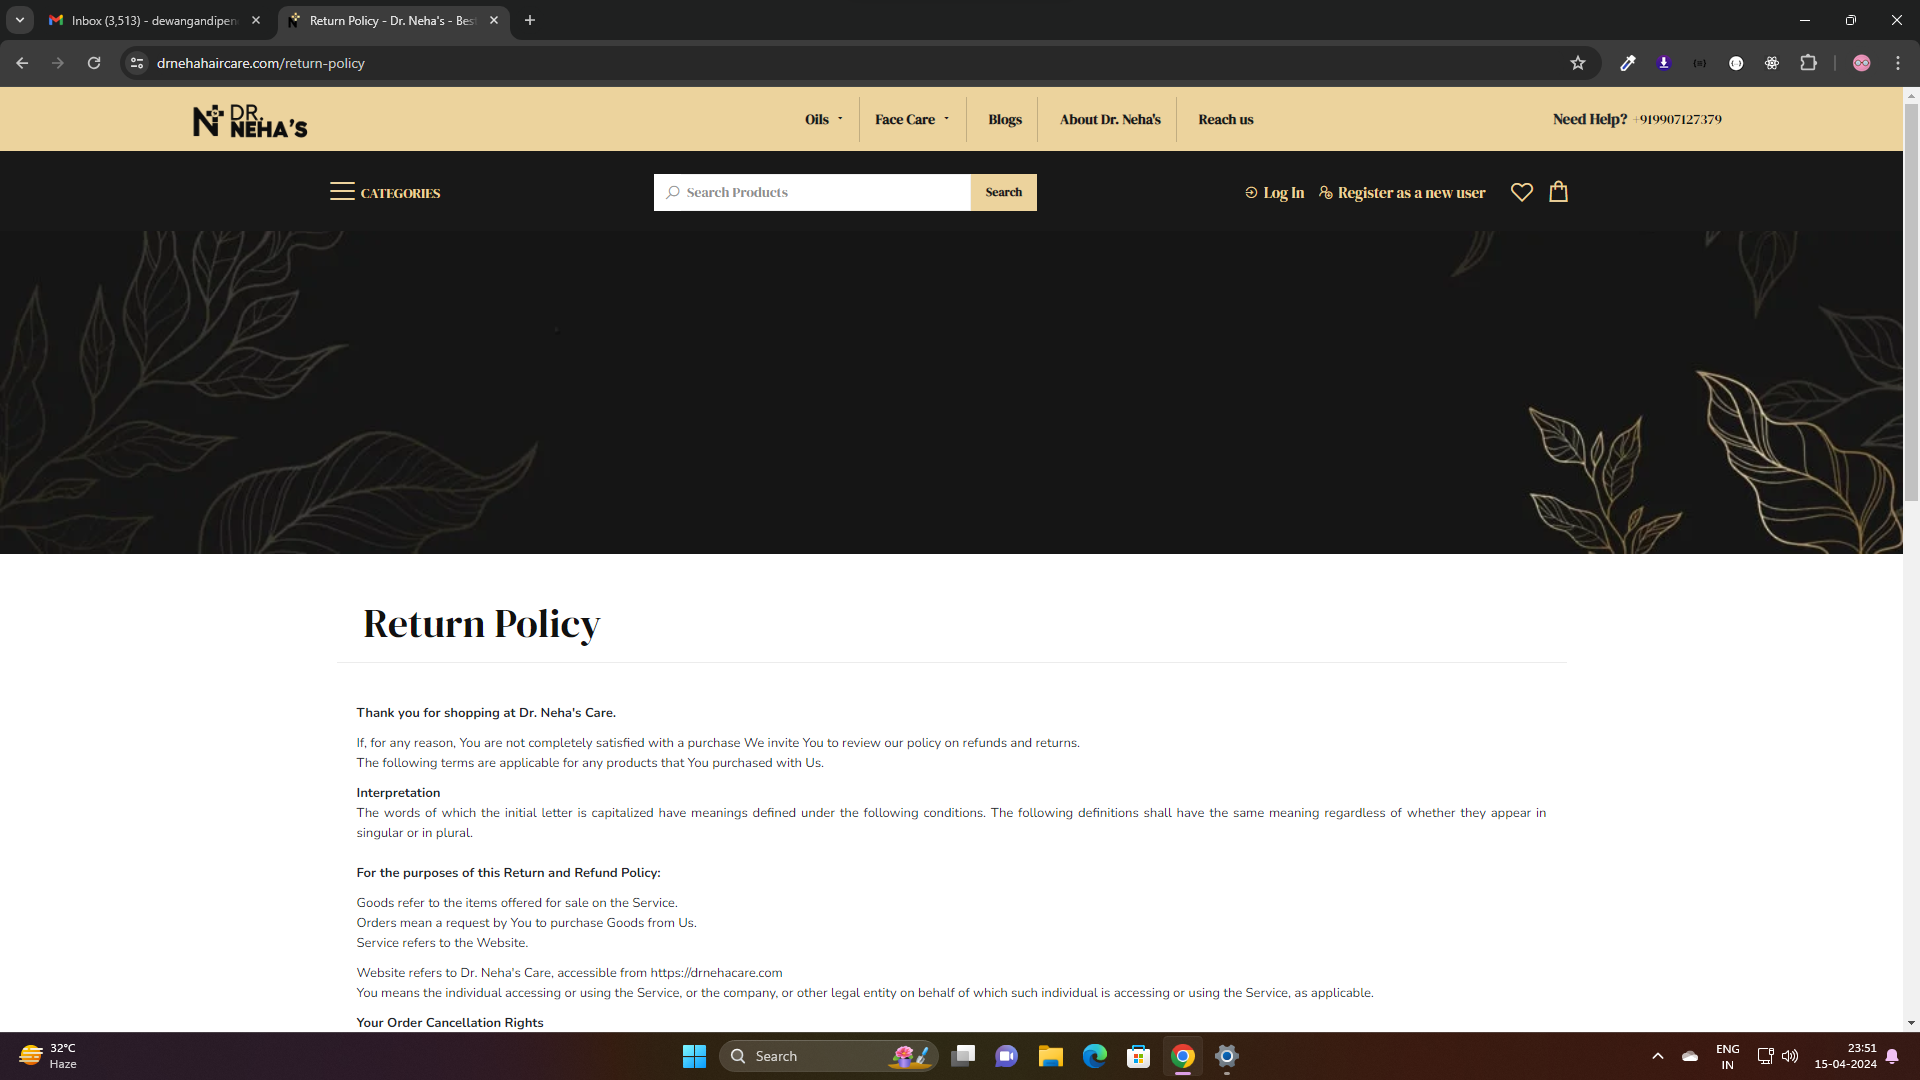 Inbox (3,513) - dewangandipen
Return Policy - Dr. Neha's - Bes
drnehahaircare.com/return-policy
DR. NEHA'S
Oils
Face Care
Blogs
About Dr. Neha's
Reach us
Need Help? +919907127379
CATEGORIES
Search Products
Search
Log In
Register as a new user
Return Policy
Thank you for shopping at Dr. Neha's Care.
If, for any reason, You are not completely satisfied with a purchase We invite You to review our policy on refunds and returns.
The following terms are applicable for any products that You purchased with Us.
Interpretation
The words of which the initial letter is capitalized have meanings defined under the following conditions. The following definitions shall have the same meaning regardless of whether they appear in
singular or in plural.
For the purposes of this Return and Refund Policy:
Goods refer to the items offered for sale on the Service.
Orders mean a request by You to purchase Goods from Us.
Service refers to the Website.
Website refers to Dr. Neha's Care, accessible from https://drnehacare.com
You means the individual accessing or using the Service, or the company, or other legal entity on behalf of which such individual is accessing or using the Service, as applicable.
Your Order Cancellation Rights
32°C
Haze
Search
ENG
IN
23:51
15-04-2024